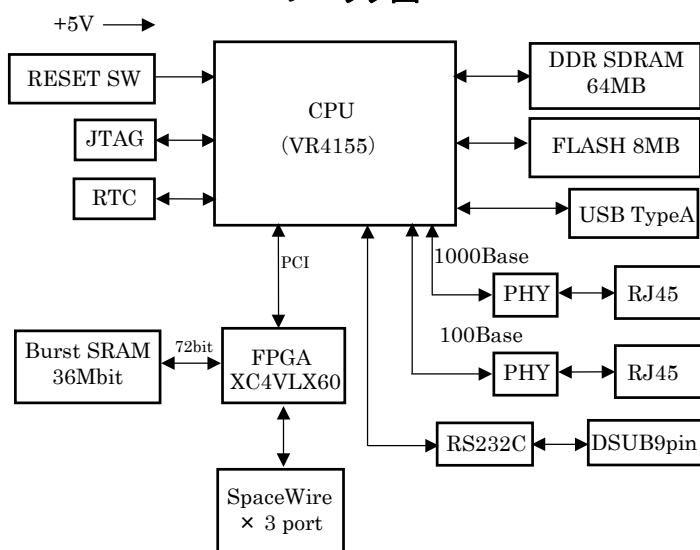 +5V
RESET SW
JTAG
RTC
CPU
(VR4155)
DDR SDRAM
64MB
FLASH 8MB
USB TypeA
1000Base
PHY
RJ45
100Base
PHY
RJ45
RS232C
DSUB9pin
PCI
Burst SRAM
36Mbit
72bit
FPGA
XC4VLX60
SpaceWire
× 3 port